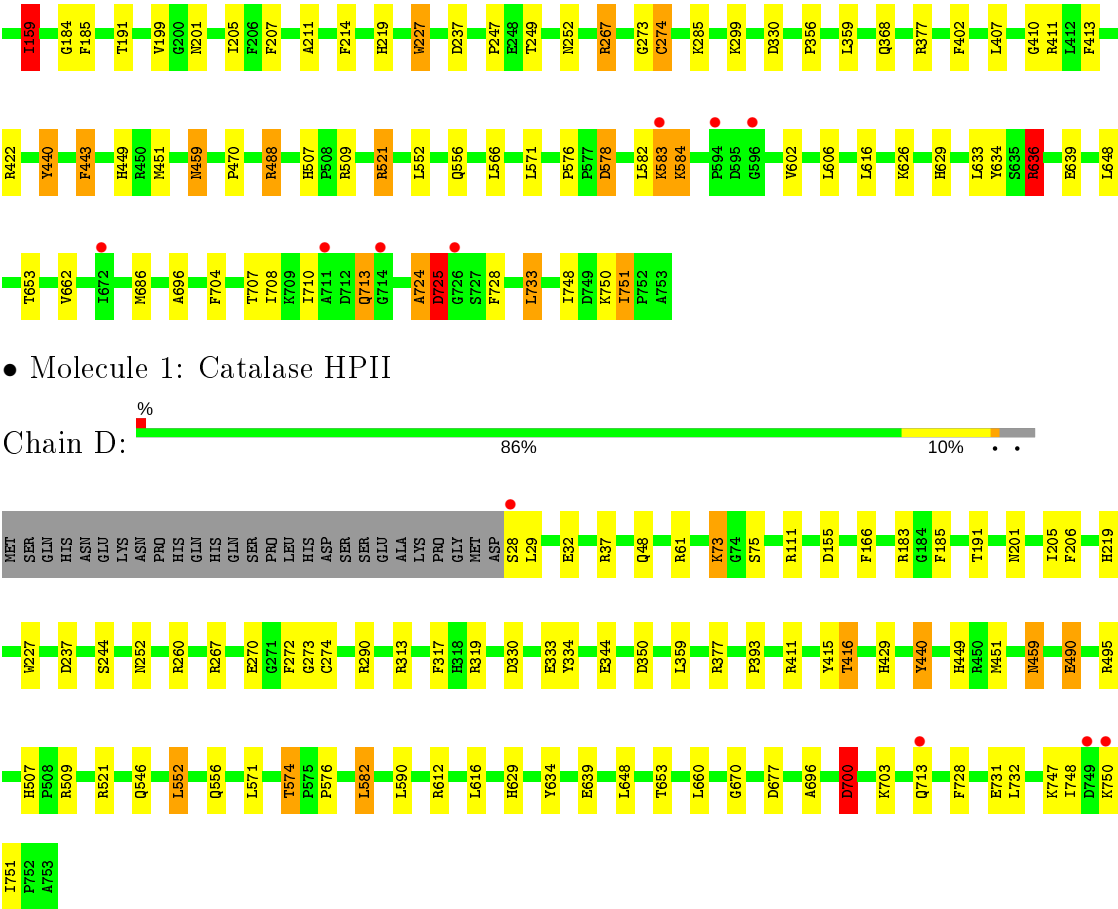 I159 G184 F185 T191 V199 G200 N201 I205 F206 F207 A211 F214 H219 W227 D237 P247 E248 T249 N252 R267 G273 C274 K285 K299 D330 P356 L359 Q368 R377 F402 L407 G410 R411 L412 F413
R422 Y440 F443 H449 R450 M451 N459 P470 R488 H507 P508 R509 R521 L552 Q556 L566 L571 P576 P577 D578 L582 K583 K584 P594 D595 G596 V602 L606 L616 K626 H629 L633 Y634 S635 R636 E639 L648
T653 V662 I672 M686 A696 F704 T707 I708 K709 I710 A711 D712 Q713 G714 A724 D725 G726 S727 F728 L733 I748 D749 K750 I751 P752 A753
• Molecule 1: Catalase HPII
%
Chain D:
86% 10% • •
MET SER GLN HIS ASN GLU LYS ASN PRO HIS GLN HIS GLN SER PRO LEU HIS ASP SER SER GLU ALA LYS PRO GLY MET ASP S28 L29 E32 R37 Q48 R61 K73 G74 S75 R111 D155 F166 R183 G184 F185 T191 N201 I205 F206 H219
W227 D237 S244 N252 R260 R267 E270 G271 F272 G273 C274 R290 R313 F317 H318 R319 D330 E333 Y334 E344 D350 L359 R377 P393 R411 Y415 T416 H429 Y440 H449 R450 M451 N459 E490 R495
H507 P508 R509 R521 Q546 L552 Q556 L571 T574 P575 P576 L582 L590 R612 L616 H629 Y634 E639 L648 T653 L660 G670 D677 A696 D700 K703 Q713 F728 E731 L732 K747 I748 D749 K750
I751 P752 A753